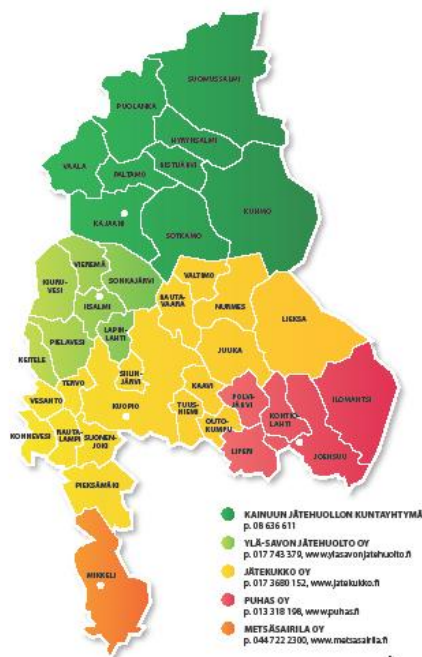 SUOMUSSALMI
PUOLANKA
HYRYNSALMI
RISTIJÄRVI
VAALA
PALTAMO
KAJAANI
SOTKAMO
KUHMO
VIEREMÄ
SONKAJÄRVI
KIURU-
VESI
IISALMI
VALTIMO
RAUTA-
VAARA
NURMES
LIEKSA
LAPIN-
LAHTI
PIELAVESI
KEITELE
JUUKA
TERVO
SIILIN-
JÄRVI
KAAVI
VESANTO
KUOPIO
TUUS-
NIEMI
POLVI-
JÄRVI
ILOMANTSI
KONTIO-
LAHTI
OUTO-
KUMPU
KONNEVESI
RAUTA-
LAMPI
SUONEN-
JOKI
LIPERI
JOENSUU
PIEKSÄMÄKI
MIKKELI
KAINUUN JÄTEHUOLLON KUNTAYHTYMÄ
p. 08 636 611
YLÄ-SAVON JÄTEHUOLTO OY
p. 017 743 379, www.ylasavonjatehuolto.fi
JÄTEKUKKO OY
p. 017 3680 152, www.jatekukko.fi
PUHAS OY
p. 013 318 198, www.puhas.fi
METSÄSAIRILA OY
p. 044 722 2300, www.metsasairila.fi